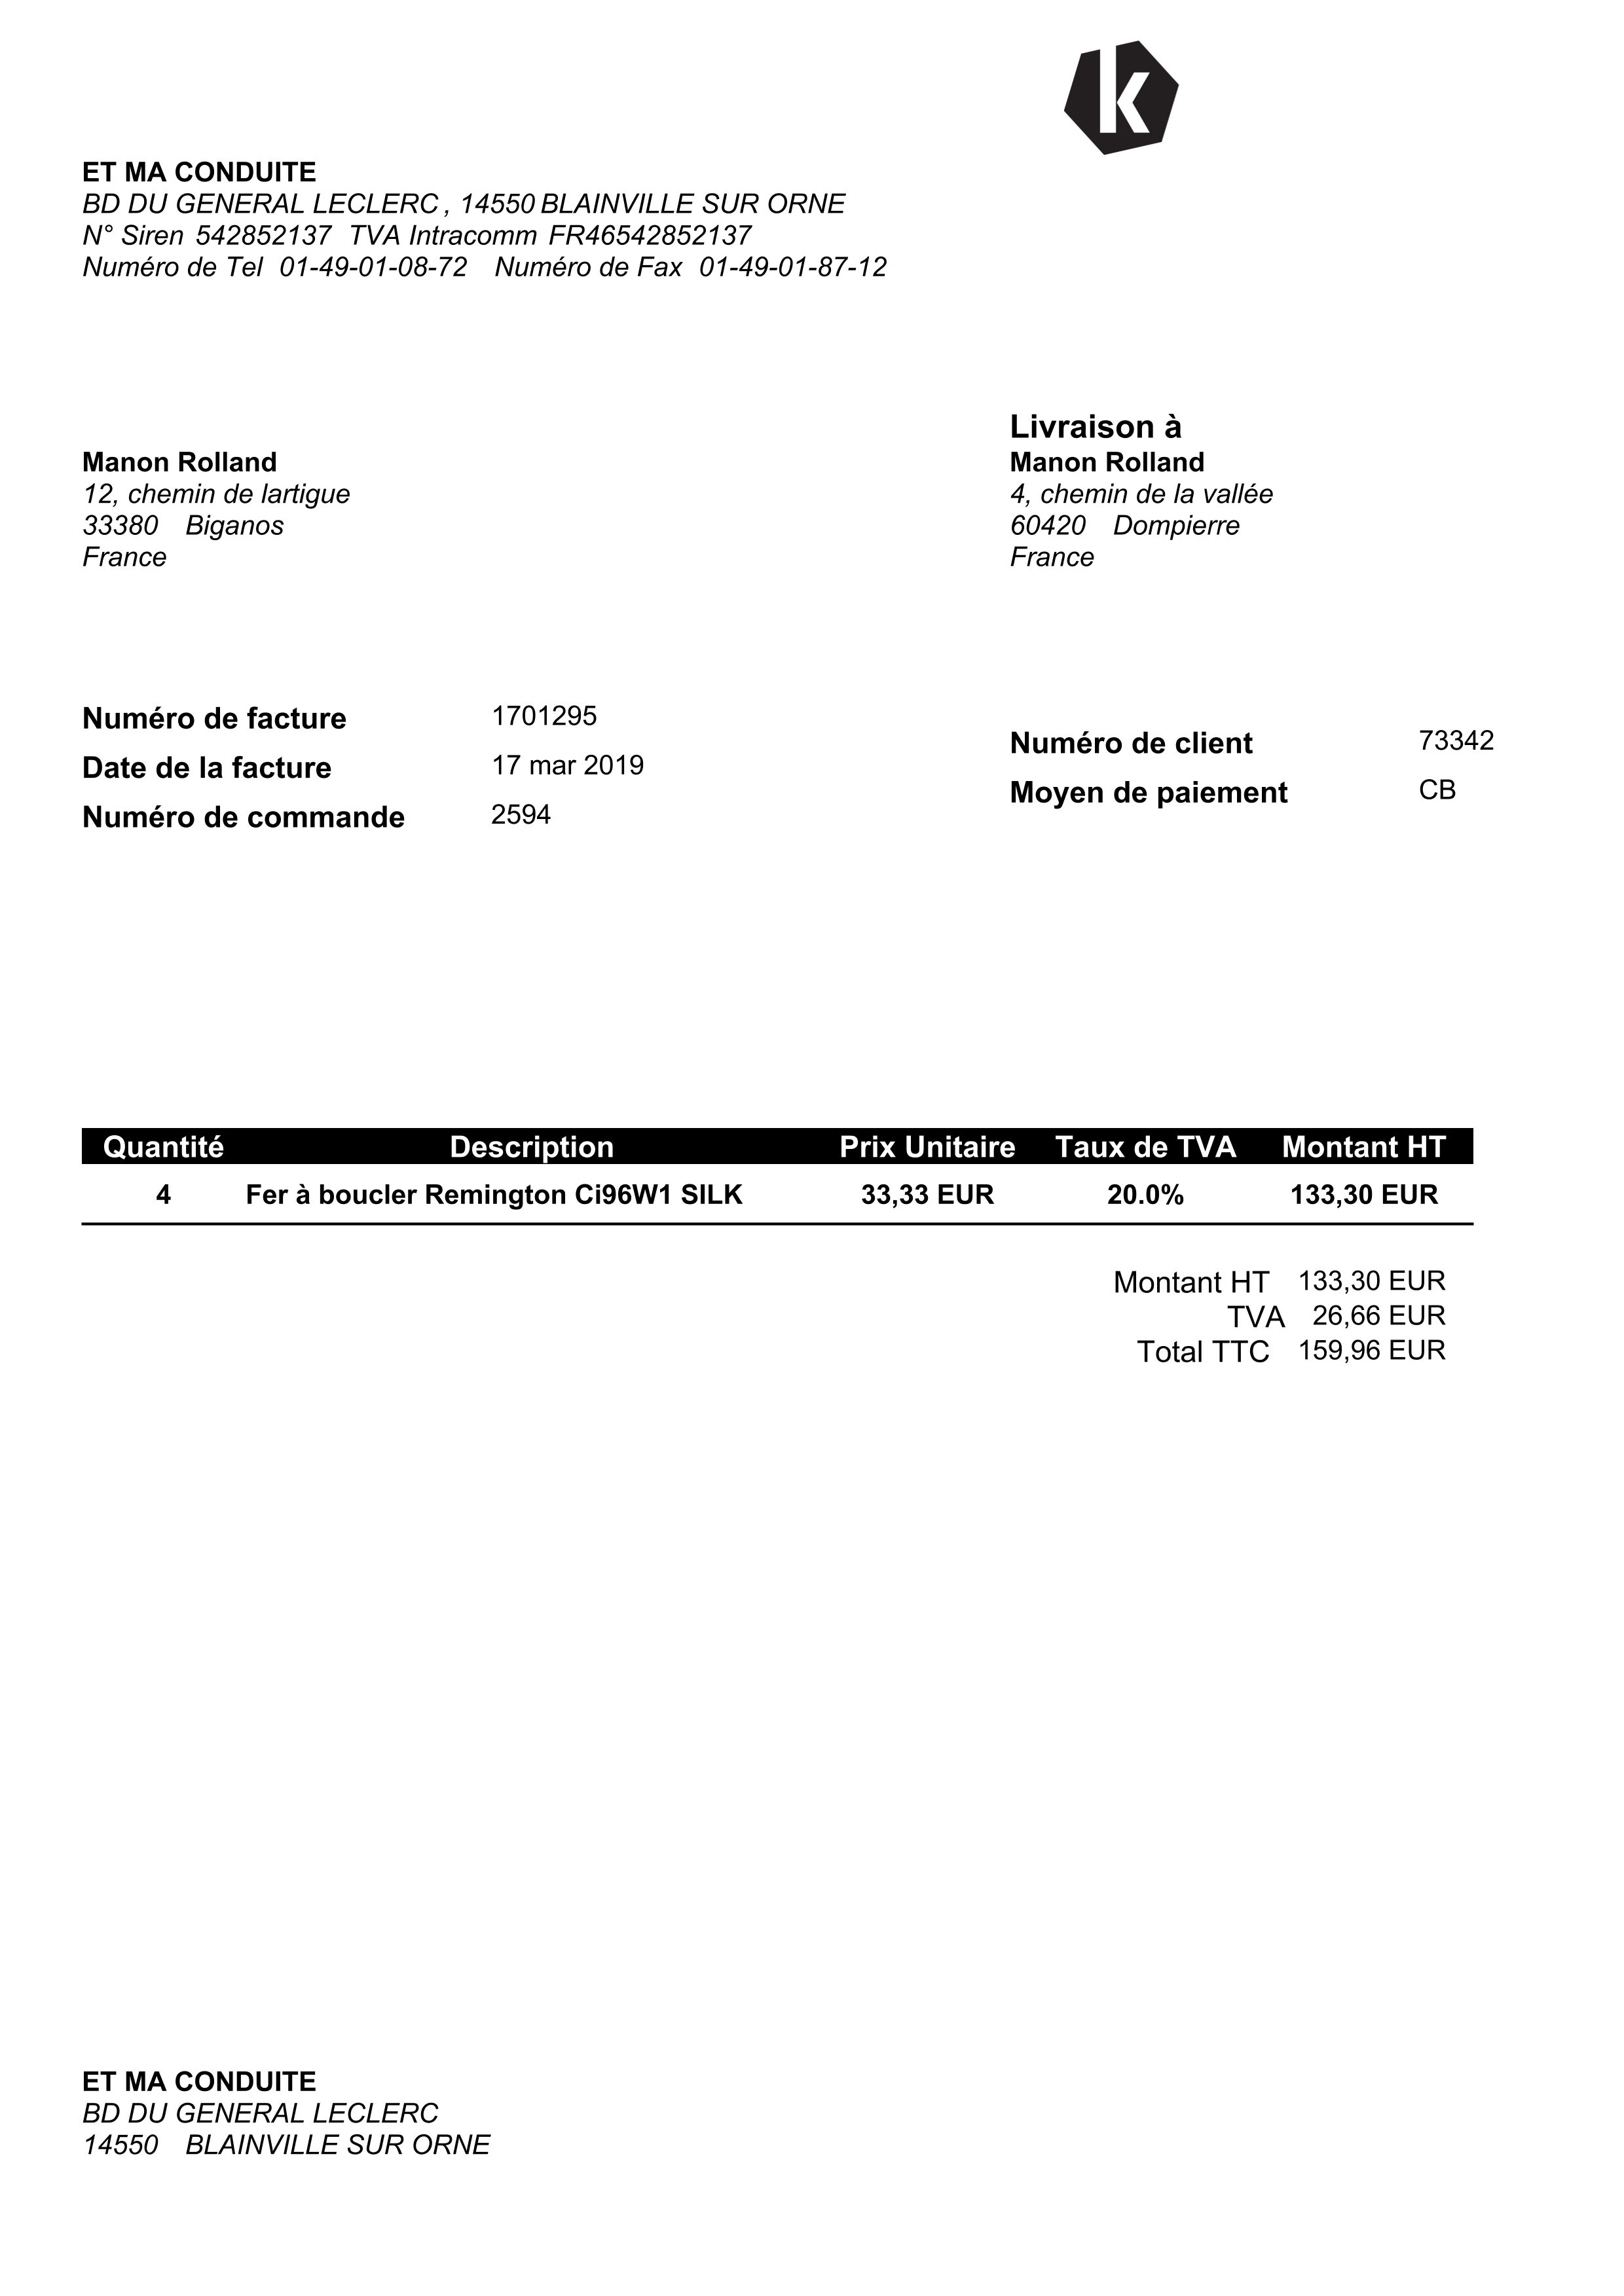 k
ET MA CONDUITE
BD DU GENERAL LECLERC , 14550 BLAINVILLE SUR ORNE
N° Siren 542852137 TVA Intracomm FR46542852137
Numéro de Tel 01-49-01-08-72 Numéro de Fax 01-49-01-87-12
Manon Rolland
12, chemin de lartigue
33380 Biganos
France
Livraison à
Manon Rolland
4, chemin de la vallée
60420 Dompierre
France
Numéro de facture 1701295
Date de la facture 17 mar 2019
Numéro de commande 2594
Numéro de client 73342
Moyen de paiement CB
Quantité Description Prix Unitaire Taux de TVA Montant HT
4 Fer à boucler Remington Ci96W1 SILK 33,33 EUR 20.0% 133,30 EUR
Montant HT 133,30 EUR
TVA 26,66 EUR
Total TTC 159,96 EUR
ET MA CONDUITE
BD DU GENERAL LECLERC
14550 BLAINVILLE SUR ORNE